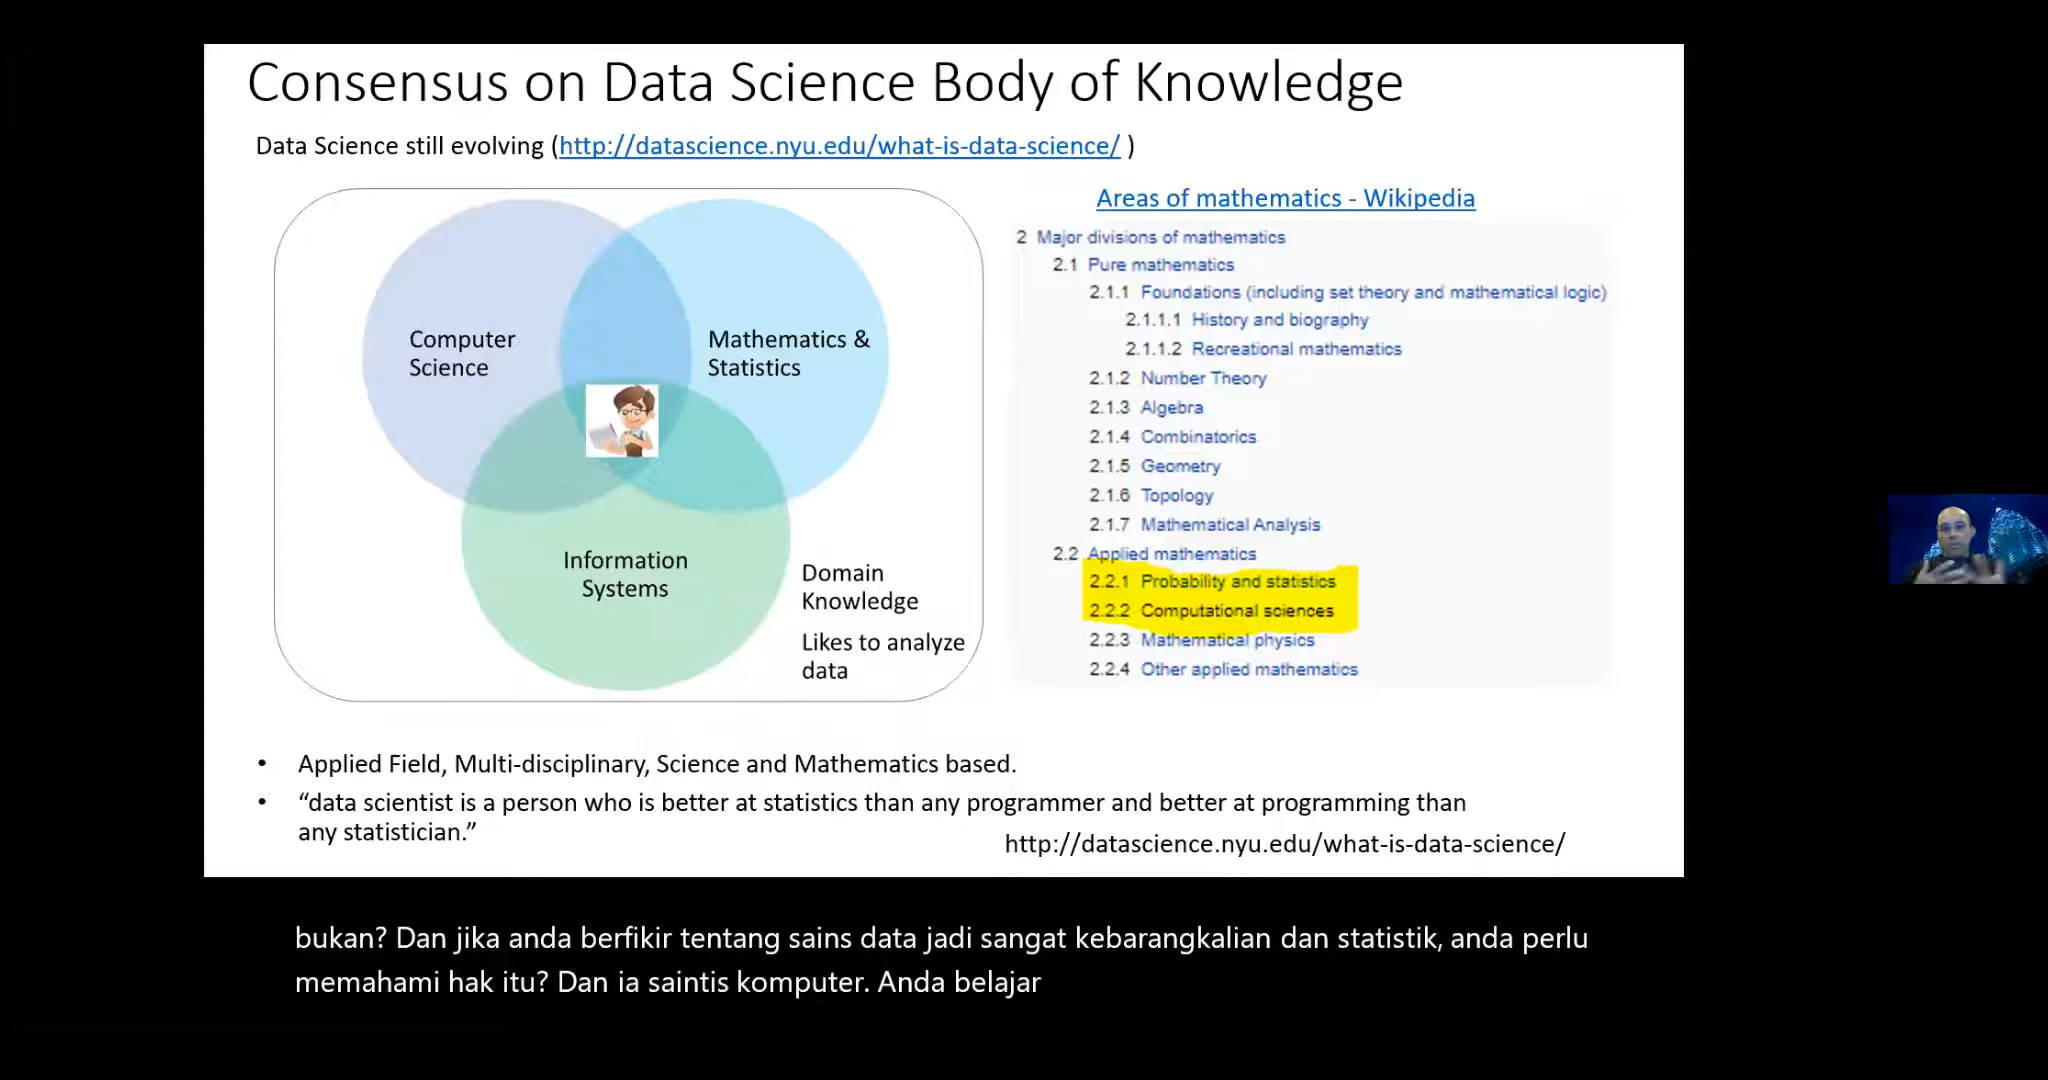 Consensus on Data Science Body of Knowledge
Data Science still evolving (http://datascience.nyu.edu/what-is-data-science/ )
Computer
Science
Mathematics &
Statistics
Information
Systems
Domain
Knowledge
Likes to analyze
data
Areas of mathematics - Wikipedia
2 Major divisions of mathematics
2.1 Pure mathematics
2.1.1 Foundations (including set theory and mathematical logic)
2.1.1.1 History and biography
2.1.1.2 Recreational mathematics
2.1.2 Number Theory
2.1.3 Algebra
2.1.4 Combinatorics
2.1.5 Geometry
2.1.6 Topology
2.1.7 Mathematical Analysis
2.2 Applied mathematics
2.2.1 Probability and statistics
2.2.2 Computational sciences
2.2.3 Mathematical physics
2.2.4 Other applied mathematics
• Applied Field, Multi-disciplinary, Science and Mathematics based.
• “data scientist is a person who is better at statistics than any programmer and better at programming than
any statistician.”
http://datascience.nyu.edu/what-is-data-science/
bukan? Dan jika anda berfikir tentang sains data jadi sangat kebarangkalian dan statistik, anda perlu
memahami hak itu? Dan ia saintis komputer. Anda belajar